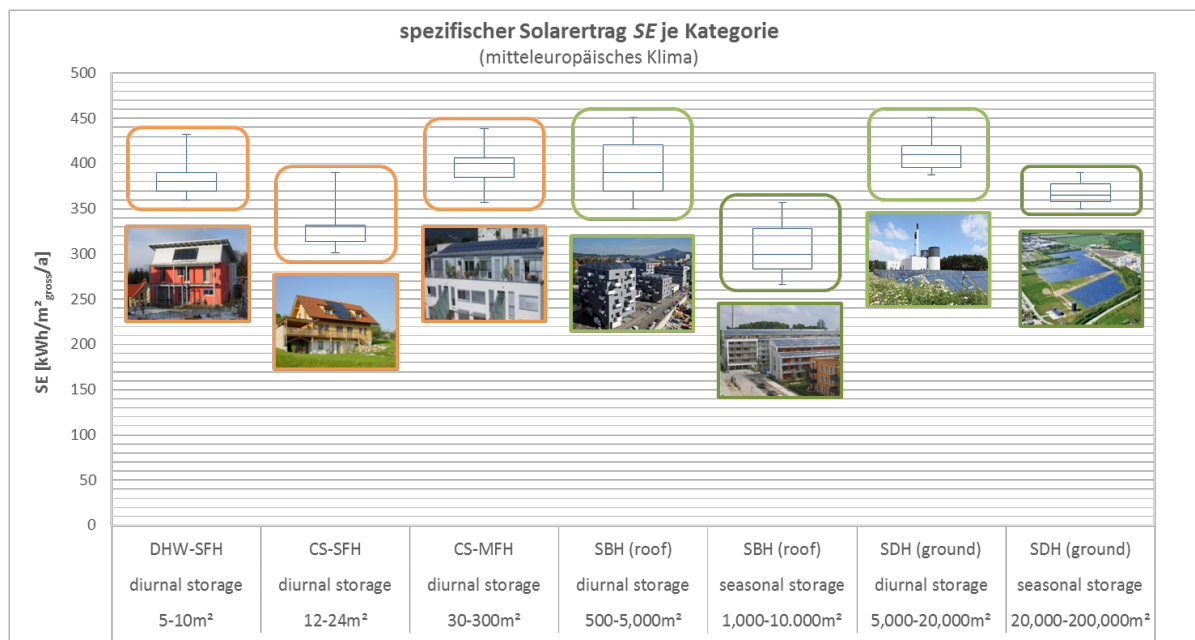 spezifischer Solarertrag SE je Kategorie
(mitteleuropäisches Klima)
SE [kWh/m²gross/a]
500
450
400
350
300
250
200
150
100
50
0
DHW-SFH CS-SFH CS-MFH SBH (roof) SBH (roof) SDH (ground) SDH (ground)
diurnal storage diurnal storage diurnal storage diurnal storage seasonal storage diurnal storage seasonal storage
5-10m² 12-24m² 30-300m² 500-5,000m² 1,000-10.000m² 5,000-20,000m² 20,000-200,000m²